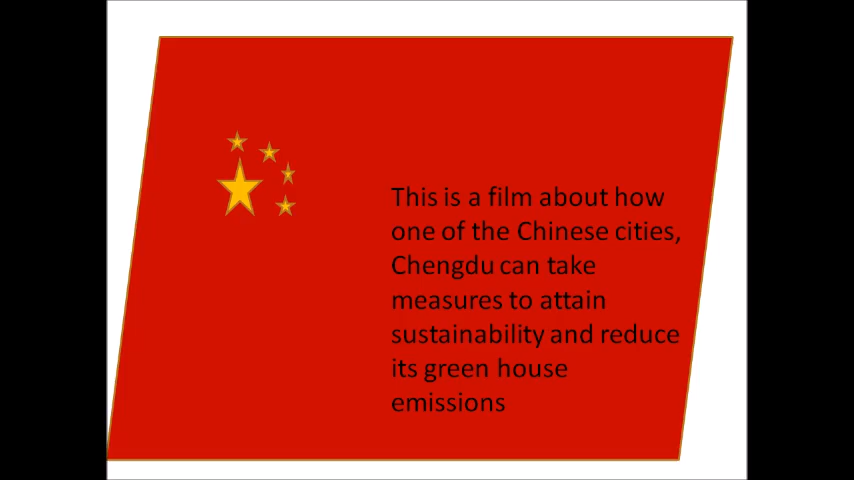 This is a film about how
one of the Chinese cities,
Chengdu can take
measures to attain
sustainability and reduce
its green house
emissions